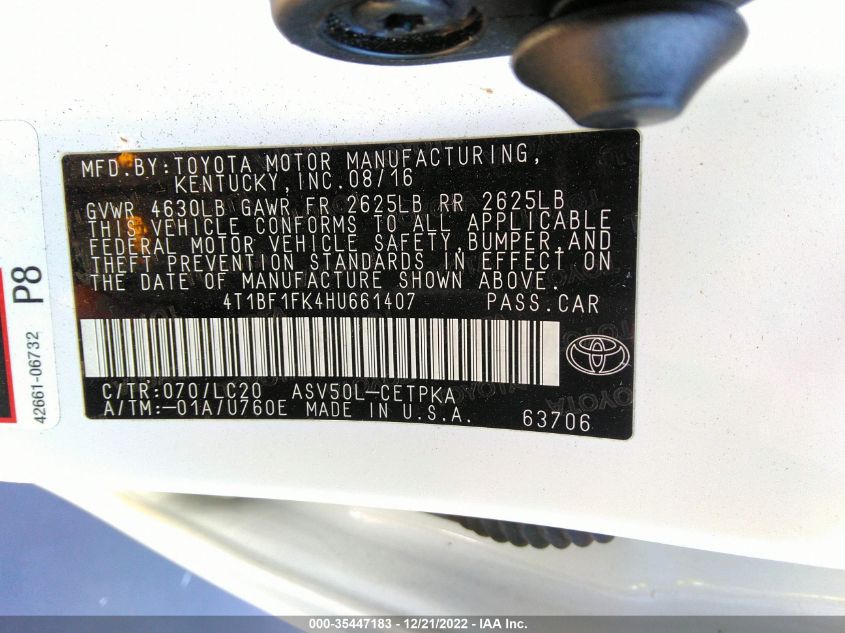 MFD.BY:TOYOTA MOTOR MANUFACTURING,
KENTUCKY,INC.08/16
GVWR 4630LB GAWR FR 2625LB RR 2625LB
THIS VEHICLE CONFORMS TO ALL APPLICABLE
FEDERAL MOTOR VEHICLE SAFETY,BUMPER,AND
THEFT PREVENTION STANDARDS IN EFFECT ON
THE DATE OF MANUFACTURE SHOWN ABOVE.
4T1BF1FK4HU661407 PASS.CAR
C/TR:070/LC20 ASV50L-CETPKA
A/TM:-01A/U760E MADE IN U.S.A.
63706
P8
42661-06732
000-35447183 - 12/21/2022 - IAA Inc.